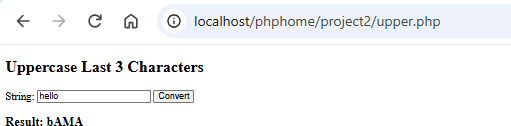 localhost/phphome/project2/upper.php
Uppercase Last 3 Characters
String: hello Convert
Result: bAMA